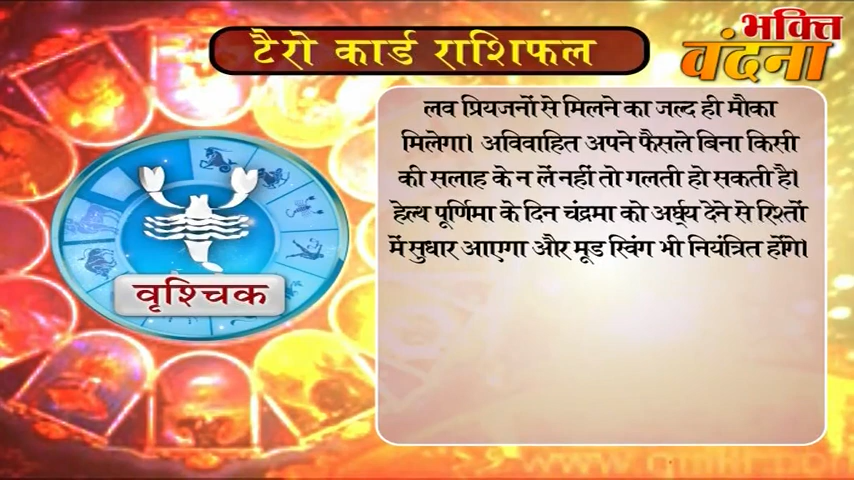 टैरो कार्ड राशिफल
भक्ति
वंदना
लव प्रियजनों से मिलने का जल्द ही मौका
मिलेगा। अविवाहित अपने फैसले बिना किसी
की सलाह के न लें नहीं तो गलती हो सकती है।
हेल्थ पूर्णिमा के दिन चंद्रमा को अर्घ्य देने से रिश्तों
में सुधार आएगा और मूड स्विंग भी नियंत्रित होंगे।
वृश्चिक